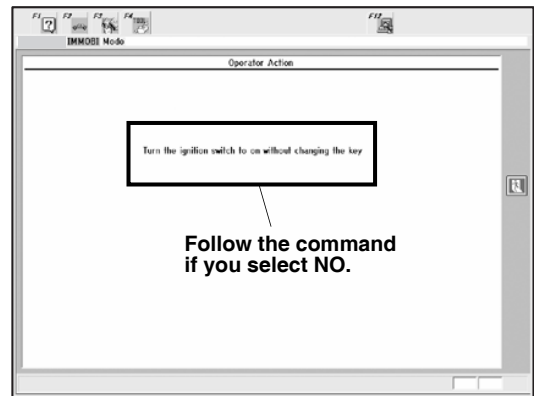 F1 F2 F3 F4 F12
IMMOBI Mode
Operator Action
Turn the ignition switch to on without changing the key
Follow the command
if you select NO.